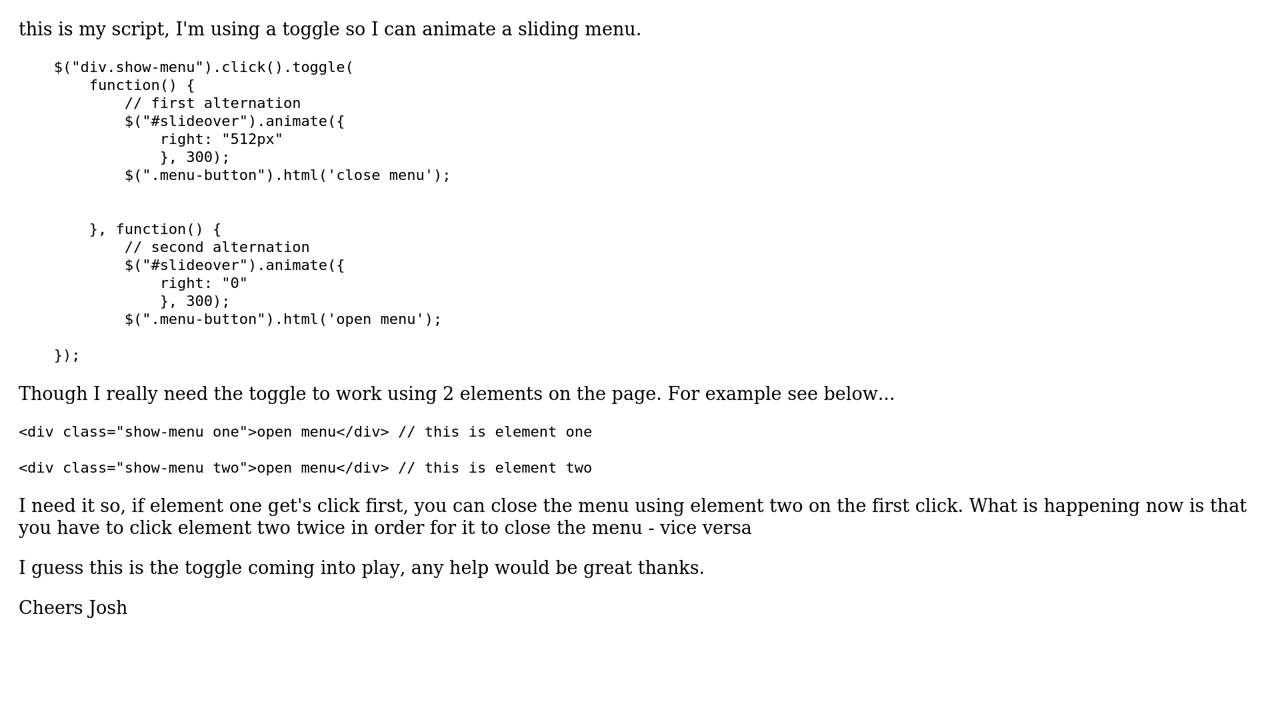 this is my script, I'm using a toggle so I can animate a sliding menu.
$("div.show-menu").click().toggle(
function() {
// first alternation
$("#slideover").animate({
right: "512px"
}, 300);
$(".menu-button").html('close menu');
}, function() {
// second alternation
$("#slideover").animate({
right: "0"
}, 300);
$(".menu-button").html('open menu');
});
Though I really need the toggle to work using 2 elements on the page. For example see below...
<div class="show-menu one">open menu</div> // this is element one
<div class="show-menu two">open menu</div> // this is element two
I need it so, if element one get's click first, you can close the menu using element two on the first click. What is happening now is that
you have to click element two twice in order for it to close the menu - vice versa
I guess this is the toggle coming into play, any help would be great thanks.
Cheers Josh